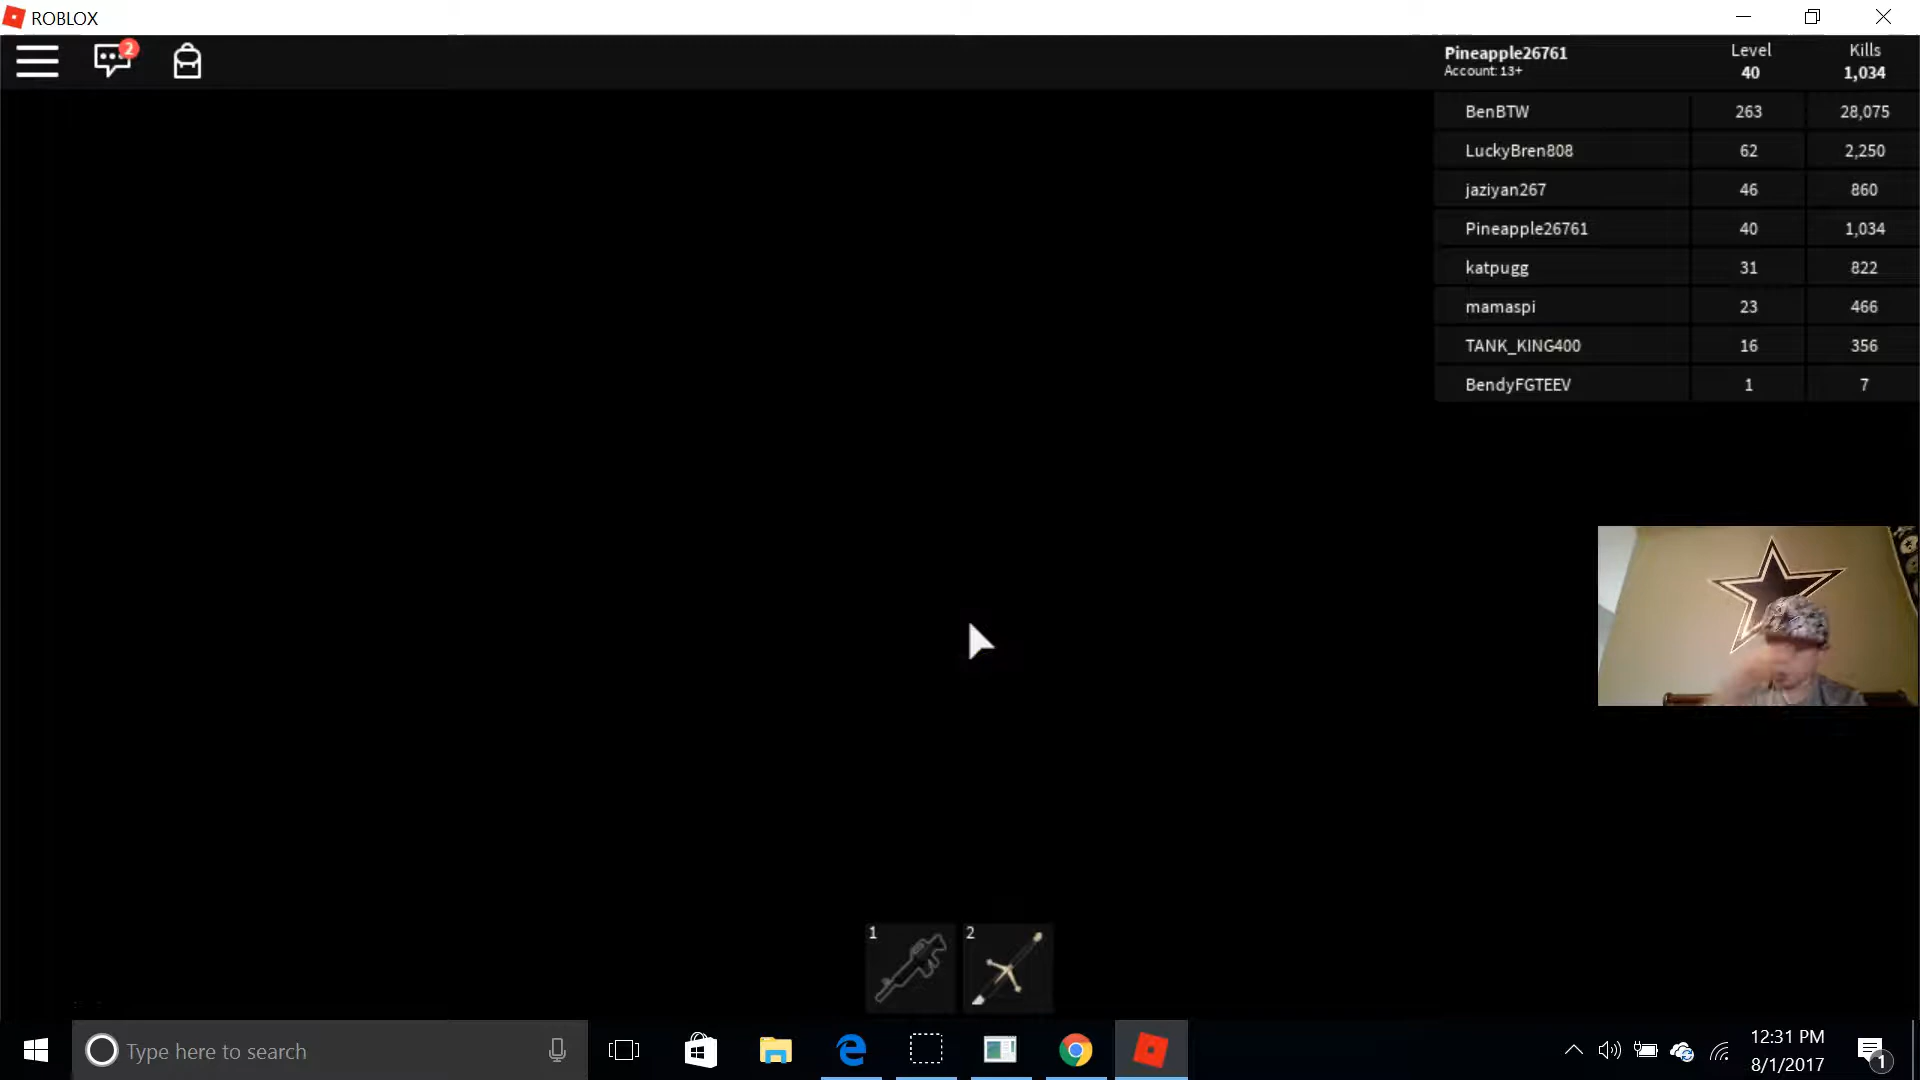 ROBLOX
2
Pineapple26761 Level Kills
Account: 13+ 40 1,034
BenBTW 263 28,075
LuckyBren808 62 2,250
jaziyan267 46 860
Pineapple26761 40 1,034
katpugg 31 822
mamaspi 23 466
TANK_KING400 16 356
BendyFGTEEV 1 7
1 2
Type here to search
12:31 PM
8/1/2017
1